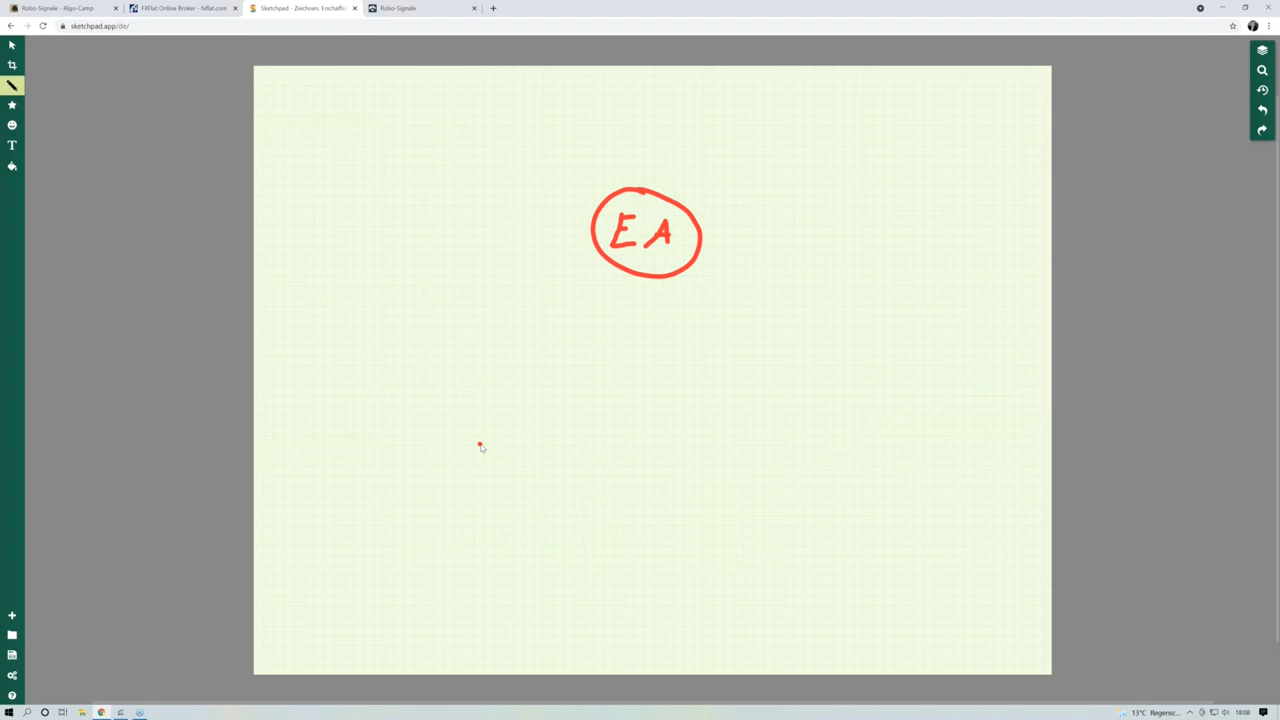 Robo-Signale - Algo-Camp
FXFlat Online Broker - fxflat.com
Sketchpad - Zeichnen, Erschaffe
Robo-Signale
sketchpad.app/de/
EA
13°C Regensc...
18:08